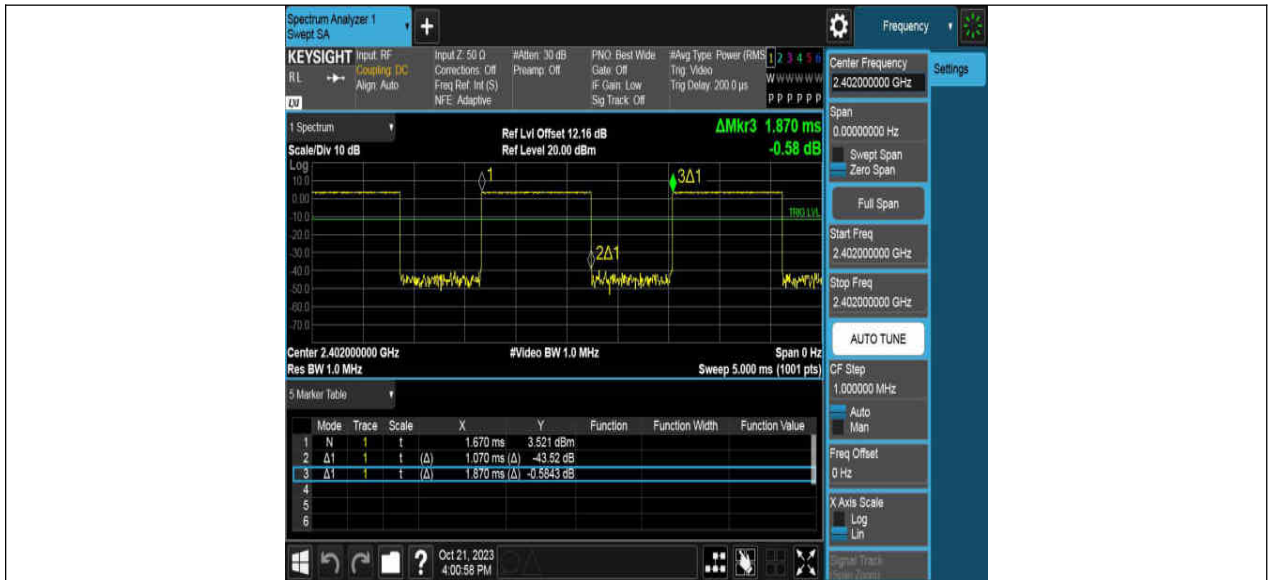 Spectrum Analyzer 1
Swept SA
+
Frequency
KEYSIGHT
RL
LXI
Input: RF
Coupling: DC
Align: Auto
Input Z: 50 Ω
Corrections: Off
Freq Ref: Int (S)
NFE: Adaptive
#Atten: 30 dB
Preamp: Off
PNO: Best Wide
Gate: Off
IF Gain: Low
Sig Track: Off
#Avg Type: Power (RMS
Trig: Video
Trig Delay: 200.0 µs
1 2 3 4 5 6
W W W W W W
P P P P P P
1 Spectrum
Scale/Div 10 dB
Ref Lvl Offset 12.16 dB
Ref Level 20.00 dBm
ΔMkr3 1.870 ms
-0.58 dB
Log
10.0
0.00
-10.0
-20.0
-30.0
-40.0
-50.0
-60.0
-70.0
1
3Δ1
TRIG LVL
2Δ1
Center 2.402000000 GHz
#Video BW 1.0 MHz
Span 0 Hz
Res BW 1.0 MHz
Sweep 5.000 ms (1001 pts)
5 Marker Table
Mode Trace Scale X Y Function Function Width Function Value
1 N 1 t 1.670 ms 3.521 dBm
2 Δ1 1 t (Δ) 1.070 ms (Δ) -43.52 dB
3 Δ1 1 t (Δ) 1.870 ms (Δ) -0.5843 dB
4
5
6
?
Oct 21, 2023
4:00:58 PM
Center Frequency
2.402000000 GHz
Settings
Span
0.00000000 Hz
Swept Span
Zero Span
Full Span
Start Freq
2.402000000 GHz
Stop Freq
2.402000000 GHz
AUTO TUNE
CF Step
1.000000 MHz
Auto
Man
Freq Offset
0 Hz
X Axis Scale
Log
Lin
Signal Track
(Span Zoom)